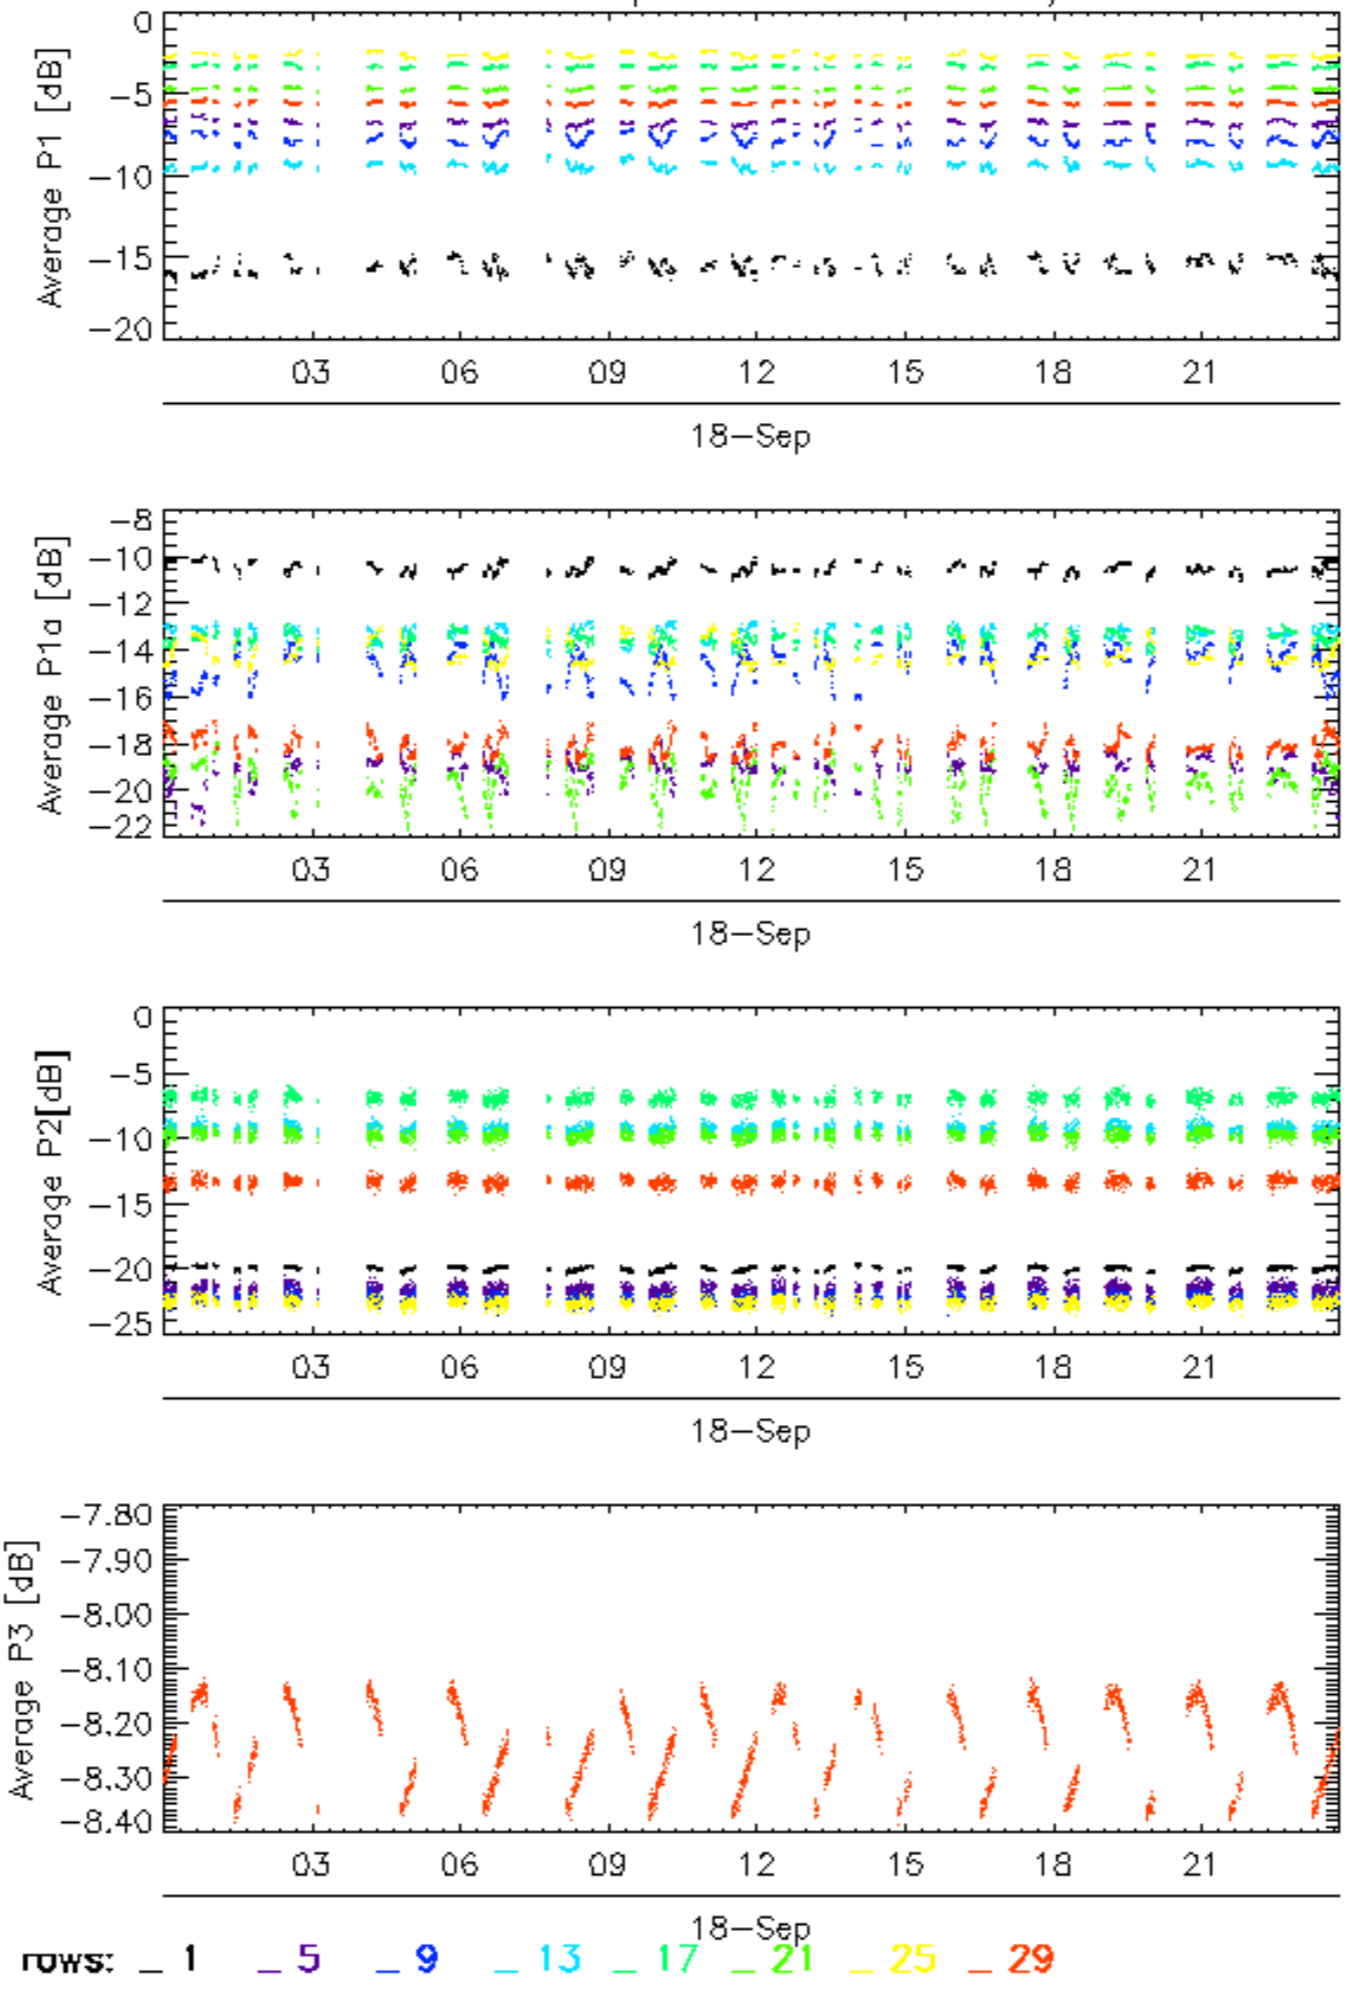 Average P1 [dB]
0
−5
−10
−15
−20
03 06 09 12 15 18 21
18−Sep
Average P1a [dB]
−8
−10
−12
−14
−16
−18
−20
−22
03 06 09 12 15 18 21
18−Sep
Average P2[dB]
0
−5
−10
−15
−20
−25
03 06 09 12 15 18 21
18−Sep
Average P3 [dB]
−7.80
−7.90
−8.00
−8.10
−8.20
−8.30
−8.40
03 06 09 12 15 18 21
18−Sep
rows: _ 1 _ 5 _ 9 _ 13 _ 17 _ 21 _ 25 _ 29